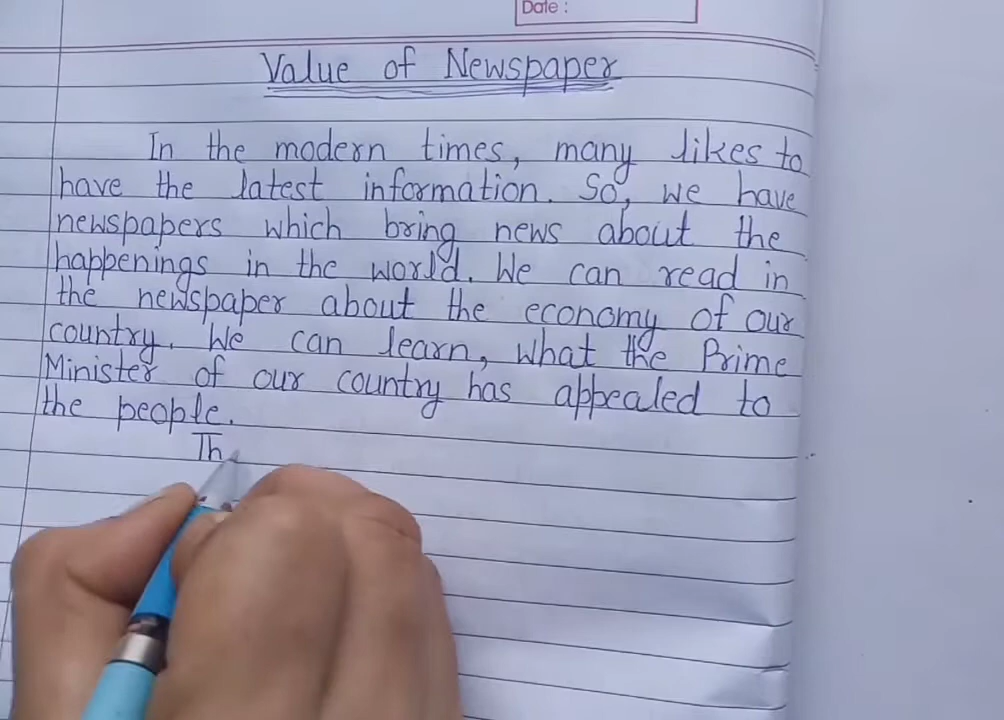 Date :
Value of Newspaper
In the modern times, many likes to
have the latest information. So, we have
newspapers which bring news about the
happenings in the world. We can read in
the newspaper about the economy of our
country. We can learn, what the Prime
Minister of our country has appealed to
the people.
Th